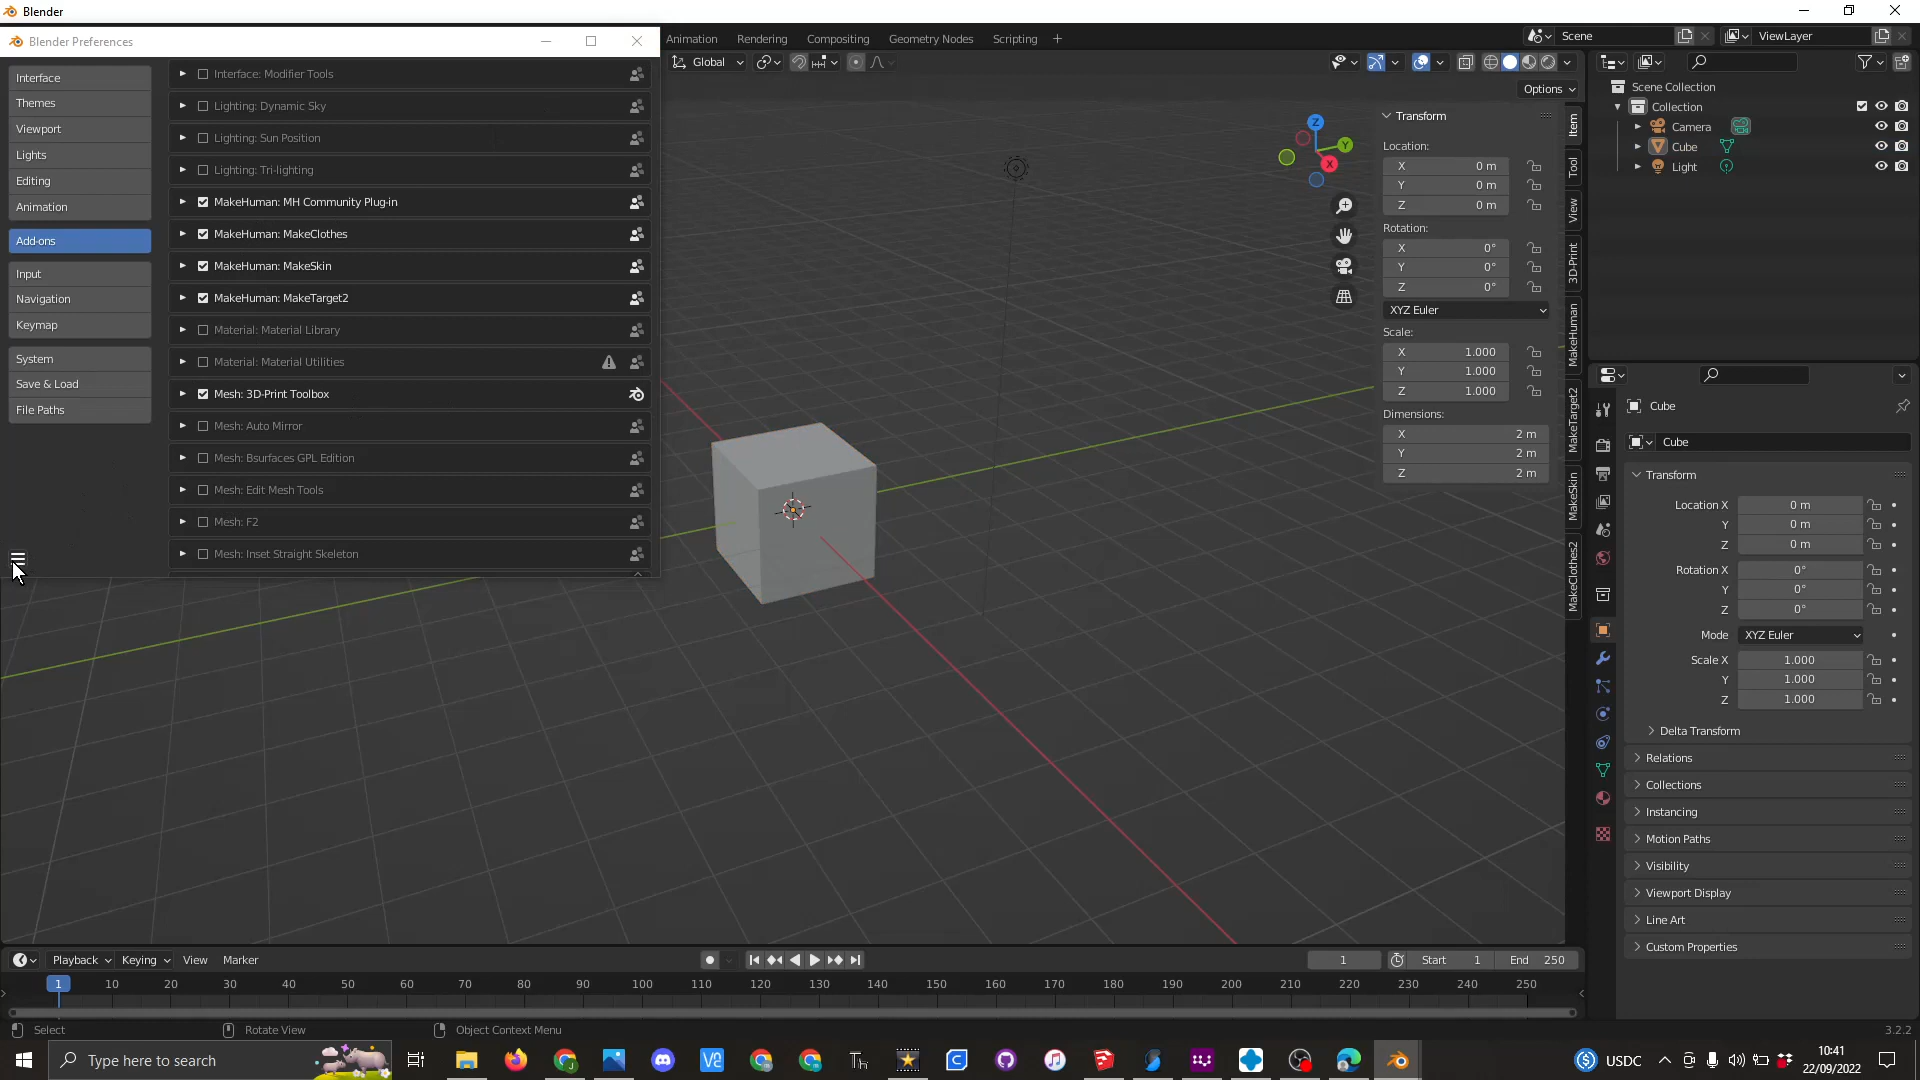 Blender
Blender Preferences
Animation
Rendering
Compositing
Geometry Nodes
Scripting
+
Scene
ViewLayer
Interface
Themes
Viewport
Lights
Editing
Animation
Add-ons
Input
Navigation
Keymap
System
Save & Load
File Paths
Interface: Modifier Tools
Lighting: Dynamic Sky
Lighting: Sun Position
Lighting: Tri-lighting
MakeHuman: MH Community Plug-in
MakeHuman: MakeClothes
MakeHuman: MakeSkin
MakeHuman: MakeTarget2
Material: Material Library
Material: Material Utilities
Mesh: 3D-Print Toolbox
Mesh: Auto Mirror
Mesh: Bsurfaces GPL Edition
Mesh: Edit Mesh Tools
Mesh: F2
Mesh: Inset Straight Skeleton
Global
Options
Z
Y
X
Transform
Location:
X 0 m
Y 0 m
Z 0 m
Rotation:
X 0°
Y 0°
Z 0°
XYZ Euler
Scale:
X 1.000
Y 1.000
Z 1.000
Dimensions:
X 2 m
Y 2 m
Z 2 m
Item
Tool
View
3D-Print
MakeHuman
MakeTarget2
MakeSkin
MakeClothes2
Scene Collection
Collection
Camera
Cube
Light
Cube
Cube
Transform
Location X 0 m
Y 0 m
Z 0 m
Rotation X 0°
Y 0°
Z 0°
Mode XYZ Euler
Scale X 1.000
Y 1.000
Z 1.000
Delta Transform
Relations
Collections
Instancing
Motion Paths
Visibility
Viewport Display
Line Art
Custom Properties
Playback
Keying
View
Marker
1
Start 1
End 250
1 10 20 30 40 50 60 70 80 90 100 110 120 130 140 150 160 170 180 190 200 210 220 230 240 250
Select
Rotate View
Object Context Menu
3.2.2
Type here to search
USDC
10:41
22/09/2022